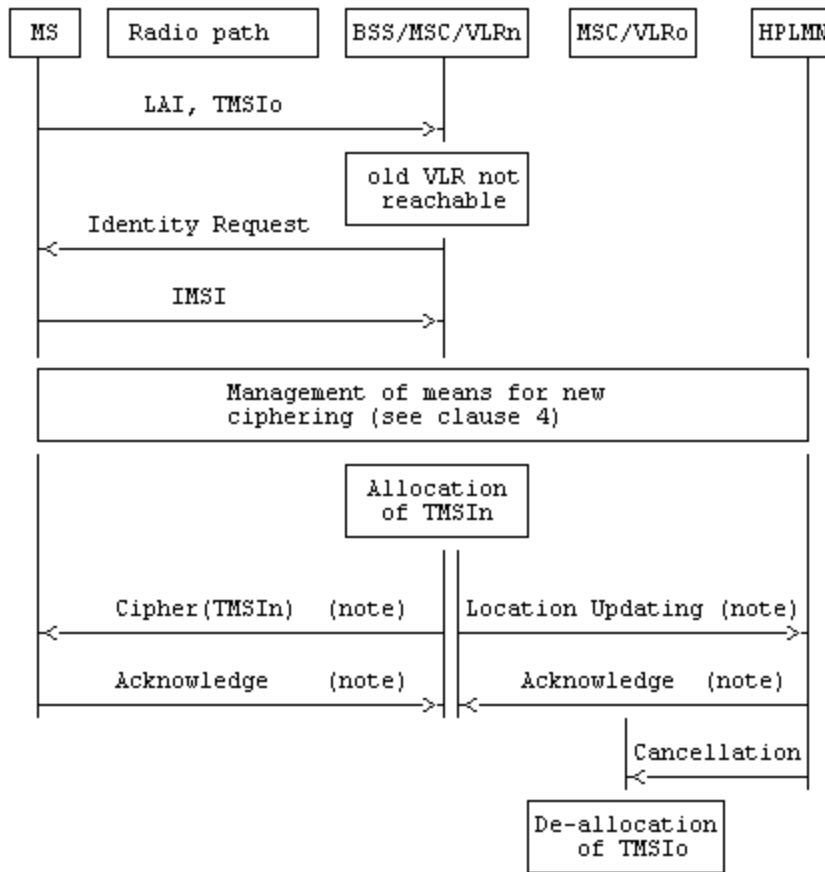 MS
Radio path
BSS/MSC/VLRn
MSC/VLRo
HPLMN
LAI, TMSIo
old VLR not
reachable
Identity Request
IMSI
Management of means for new
ciphering (see clause 4)
Allocation
of TMSIn
Cipher(TMSIn) (note)
Location Updating (note)
Acknowledge (note)
Acknowledge (note)
Cancellation
De-allocation
of TMSIo